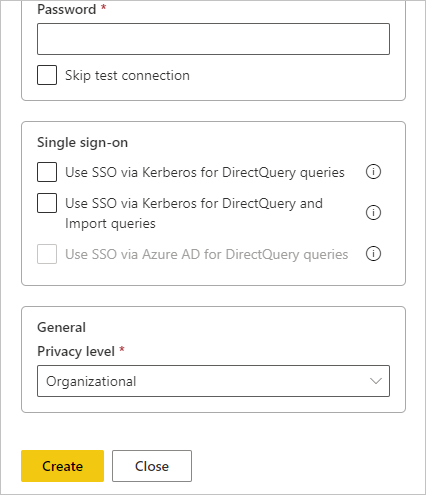 Password *
Skip test connection
Single sign-on
Use SSO via Kerberos for DirectQuery queries
Use SSO via Kerberos for DirectQuery and
Import queries
Use SSO via Azure AD for DirectQuery queries
General
Privacy level *
Organizational
Create Close